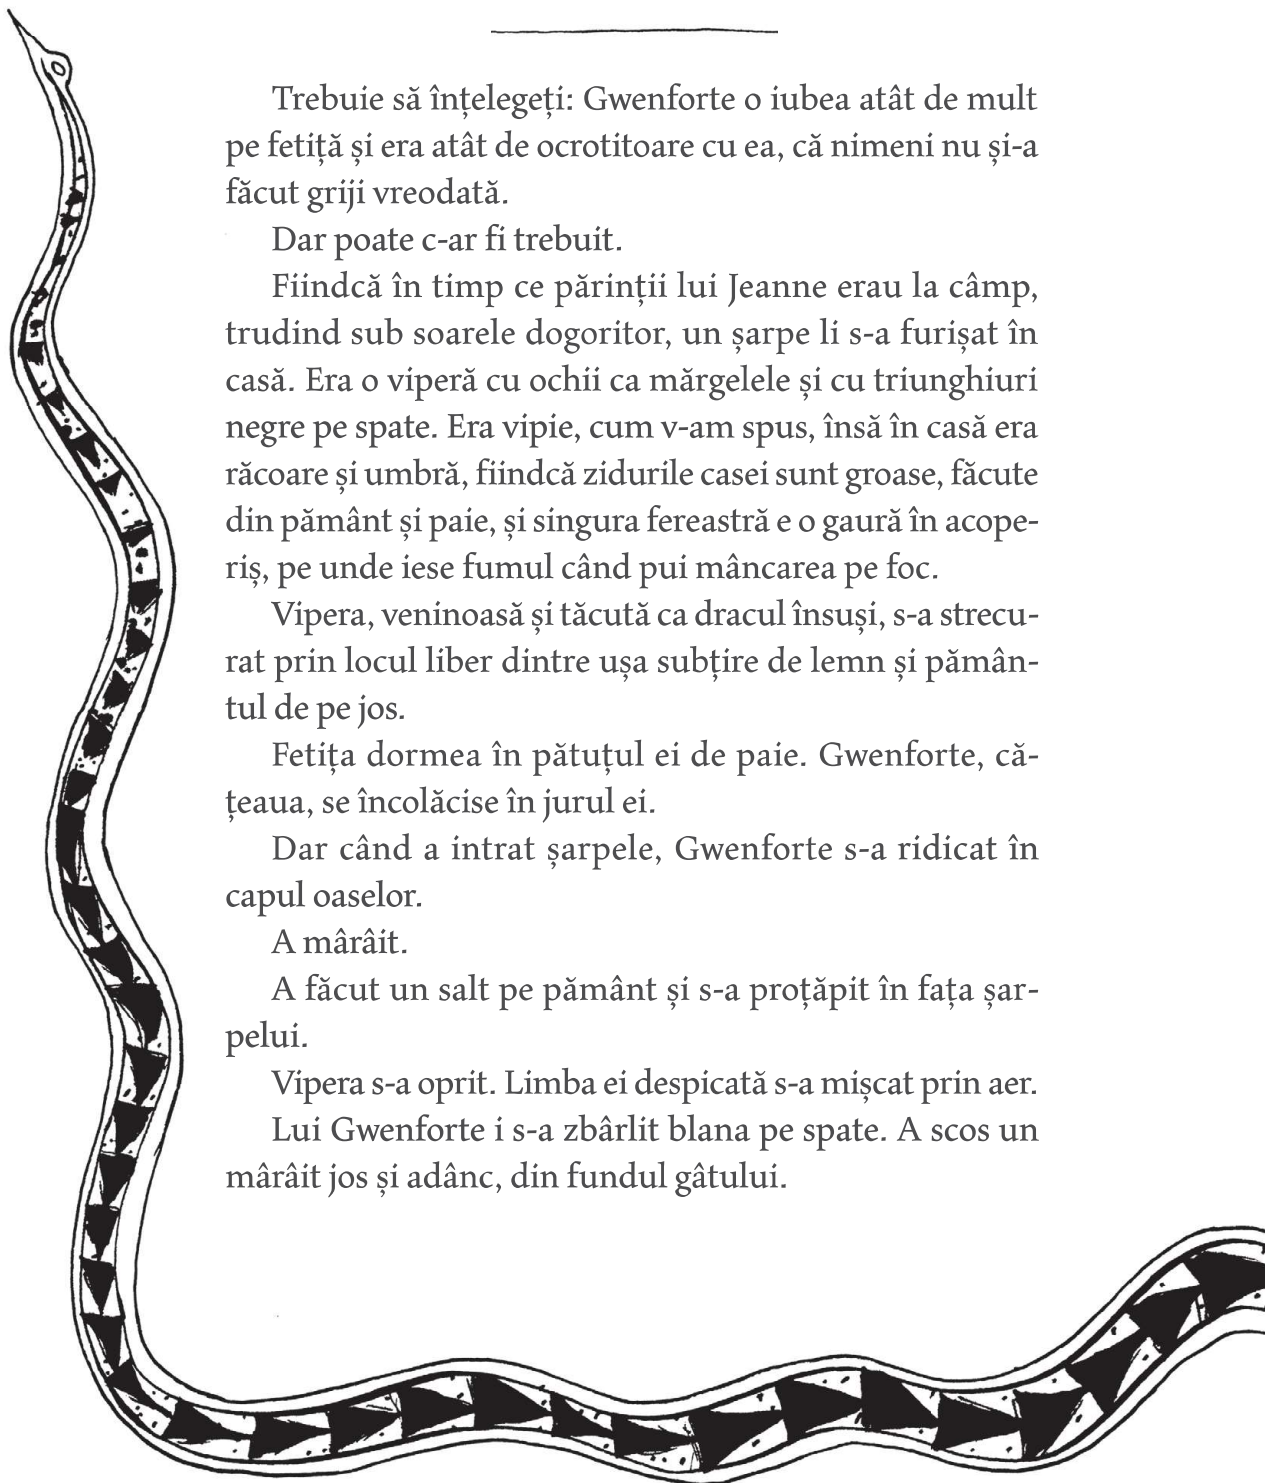 Trebuie să înțelegeți: Gwenforte o iubea atât de mult
pe fetiță și era atât de ocrotitoare cu ea, că nimeni nu și-a
făcut griji vreodată.
Dar poate c-ar fi trebuit.
Fiindcă în timp ce părinții lui Jeanne erau la câmp,
trudind sub soarele dogoritor, un șarpe li s-a furișat în
casă. Era o viperă cu ochii ca mărgelele și cu triunghiuri
negre pe spate. Era vipie, cum v-am spus, însă în casă era
răcoare și umbră, fiindcă zidurile casei sunt groase, făcute
din pământ și paie, și singura fereastră e o gaură în acope-
riș, pe unde iese fumul când pui mâncarea pe foc.
Vipera, veninoasă și tăcută ca dracul însuși, s-a strecu-
rat prin locul liber dintre ușa subțire de lemn și pămân-
tul de pe jos.
Fetița dormea în pătuțul ei de paie. Gwenforte, că-
țeaua, se încolăcise în jurul ei.
Dar când a intrat șarpele, Gwenforte s-a ridicat în
capul oaselor.
A mârâit.
A făcut un salt pe pământ și s-a proțăpit în fața șar-
pelui.
Vipera s-a oprit. Limba ei despicată s-a mișcat prin aer.
Lui Gwenforte i s-a zbârlit blana pe spate. A scos un
mârâit jos și adânc, din fundul gâtului.